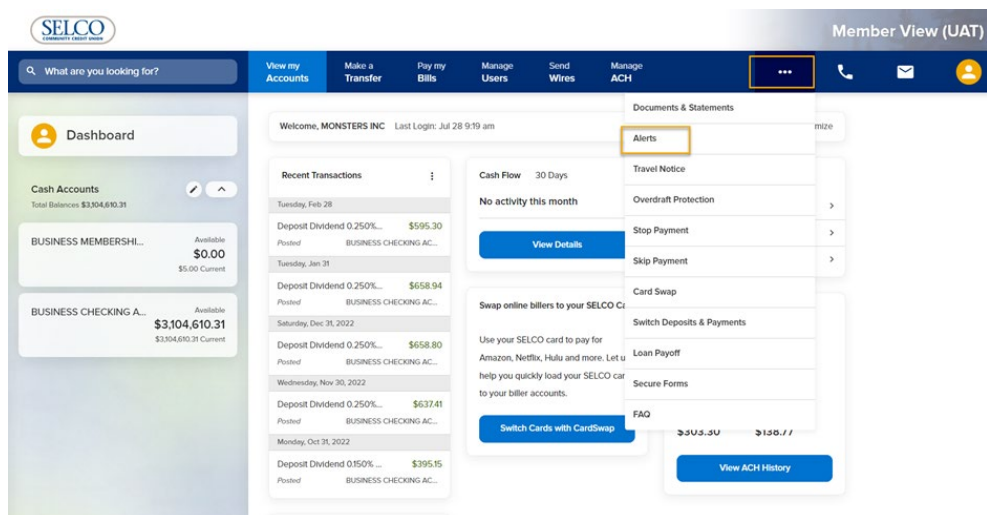 SELCO
COMMUNITY CREDIT UNION
Member View (UAT)
What are you looking for?
View my
Accounts
Make a
Transfer
Pay my
Bills
Manage
Users
Send
Wires
Manage
ACH
Dashboard
Cash Accounts
Total Balances $3,104,610.31
BUSINESS MEMBERSHI...
Available
$0.00
$5.00 Current
BUSINESS CHECKING A...
Available
$3,104,610.31
$3,104,610.31 Current
Welcome, MONSTERS INC Last Login: Jul 28 9:19 am
mize
Recent Transactions
Tuesday, Feb 28
Deposit Dividend 0.250%... $595.30
Posted BUSINESS CHECKING AC...
Tuesday, Jan 31
Deposit Dividend 0.250%... $658.94
Posted BUSINESS CHECKING AC...
Saturday, Dec 31, 2022
Deposit Dividend 0.250%... $658.80
Posted BUSINESS CHECKING AC...
Wednesday, Nov 30, 2022
Deposit Dividend 0.250%... $637.41
Posted BUSINESS CHECKING AC...
Monday, Oct 31, 2022
Deposit Dividend 0.150% ... $395.15
Posted BUSINESS CHECKING AC...
Cash Flow 30 Days
No activity this month
View Details
Swap online billers to your SELCO Ca
Use your SELCO card to pay for
Amazon, Netflix, Hulu and more. Let u
help you quickly load your SELCO car
to your biller accounts.
Switch Cards with CardSwap
Documents & Statements
Alerts
Travel Notice
Overdraft Protection
Stop Payment
Skip Payment
Card Swap
Switch Deposits & Payments
Loan Payoff
Secure Forms
FAQ
$303.30 $138.77
View ACH History